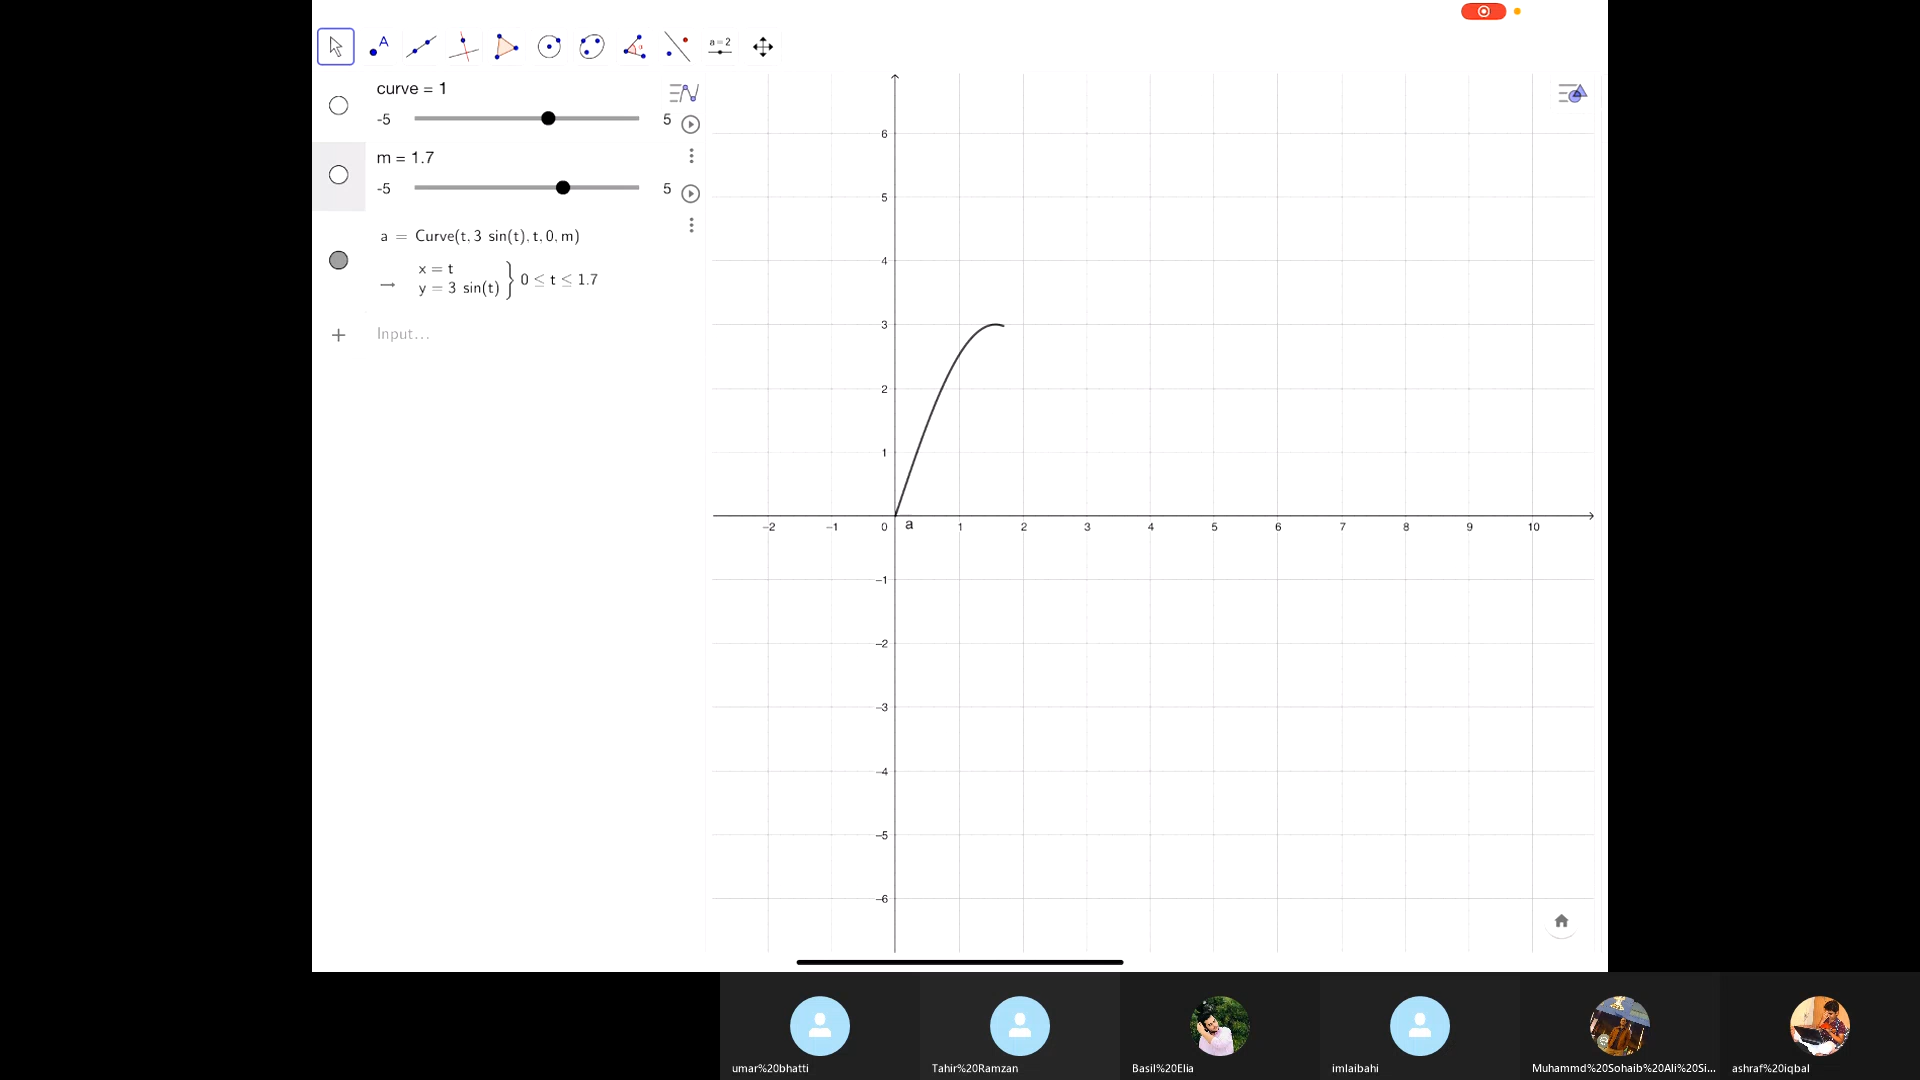 A
a=2
curve = 1
-5
5
m = 1.7
-5
5
a = Curve(t, 3 sin(t), t, 0, m)
→ x = t
y = 3 sin(t) } 0 ≤ t ≤ 1.7
+ Input…
6
5
4
3
2
1
−2 −1 0 a 1 2 3 4 5 6 7 8 9 10
−1
−2
−3
−4
−5
−6
umar%20bhatti
Tahir%20Ramzan
Basil%20Elia
imlaibahi
Muhammd%20Sohaib%20Ali%20Si...
ashraf%20iqbal